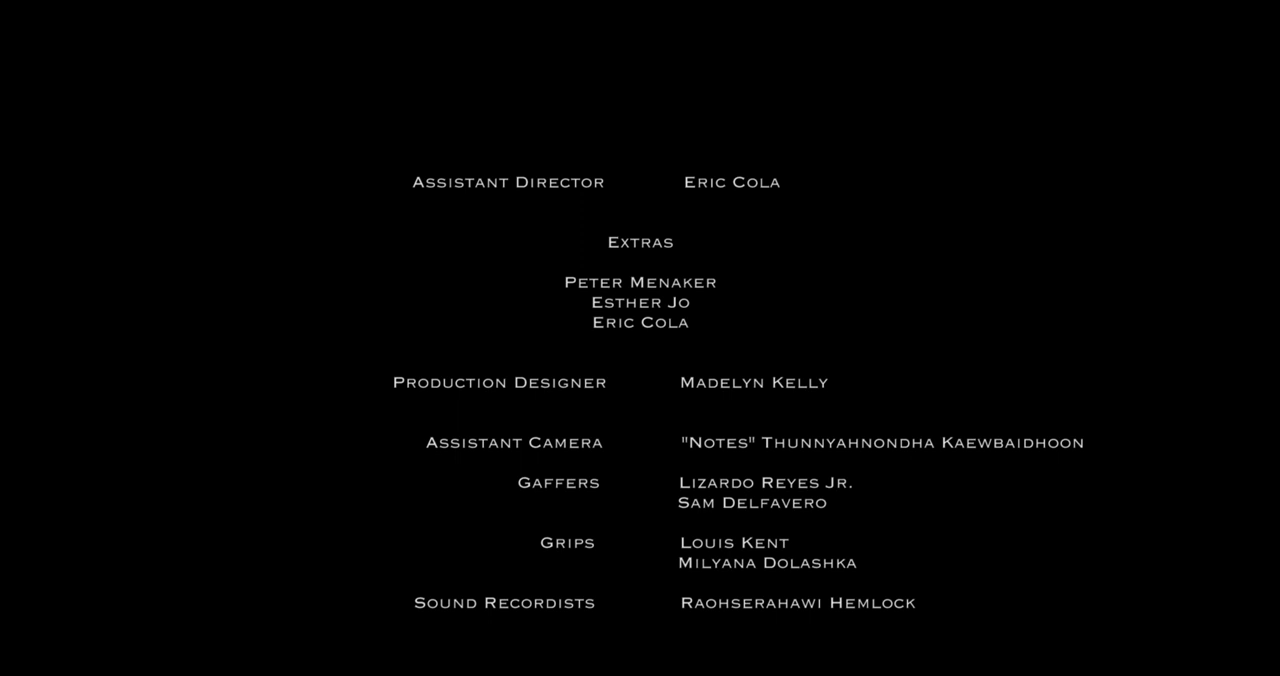 Assistant Director Eric Cola
Extras
Peter Menaker
Esther Jo
Eric Cola
Production Designer Madelyn Kelly
Assistant Camera "Notes" Thunnyahnondha Kaewbaidhoon
Gaffers Lizardo Reyes Jr.
Sam Delfavero
Grips Louis Kent
Milyana Dolashka
Sound Recordists Raohserahawi Hemlock